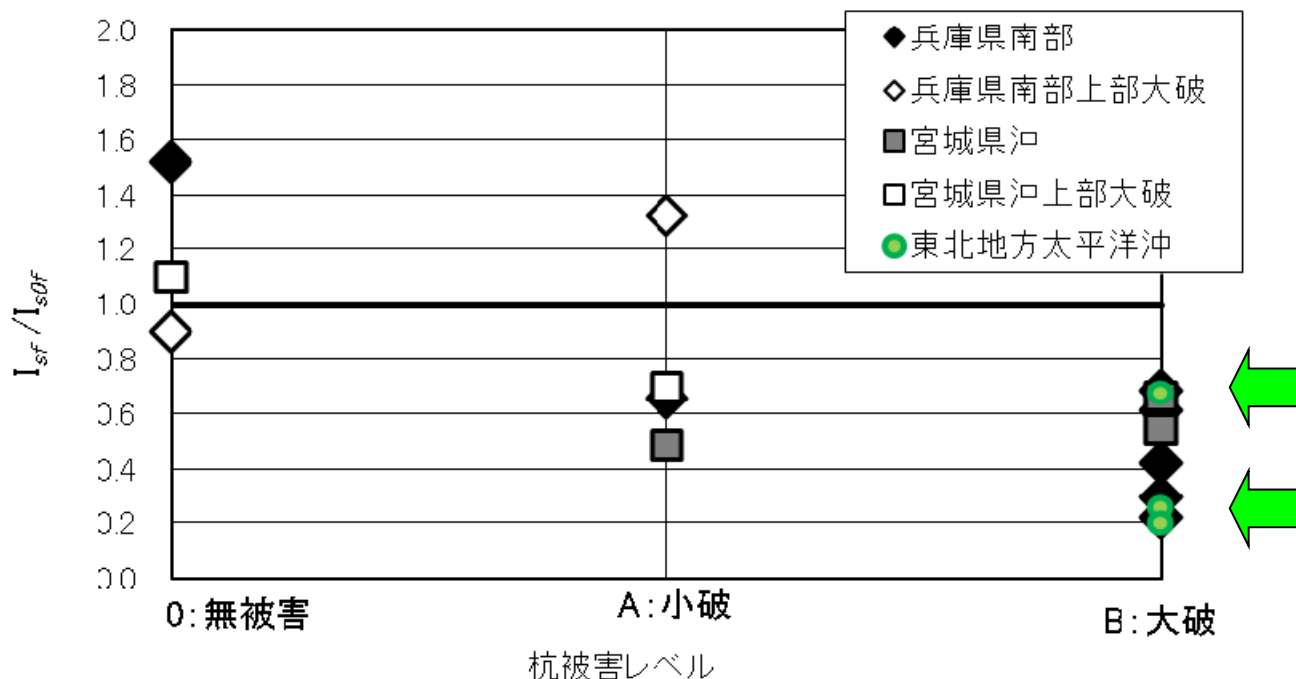 2.0
1.8
1.6
1.4
1.2
1.0
0.8
0.6
0.4
0.2
0.0
Isf /Is0f
◆兵庫県南部
◇兵庫県南部上部大破
宮城県沖
宮城県沖上部大破
東北地方太平洋沖
0:無被害
A:小破
B:大破
杭被害レベル